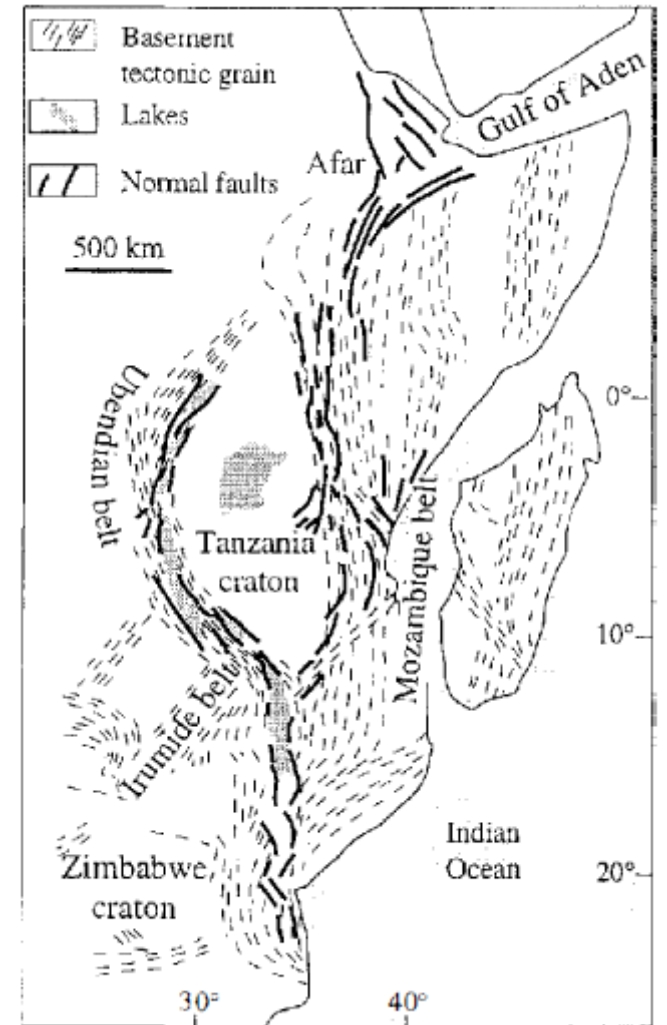 Basement
tectonic grain
Lakes
Normal faults
500 km
Afar
Gulf of Aden
Ubendian belt
0°
Tanzania
craton
Mozambique belt
10°
Irumide belt
Indian
Ocean
Zimbabwe
craton
20°
30°
40°